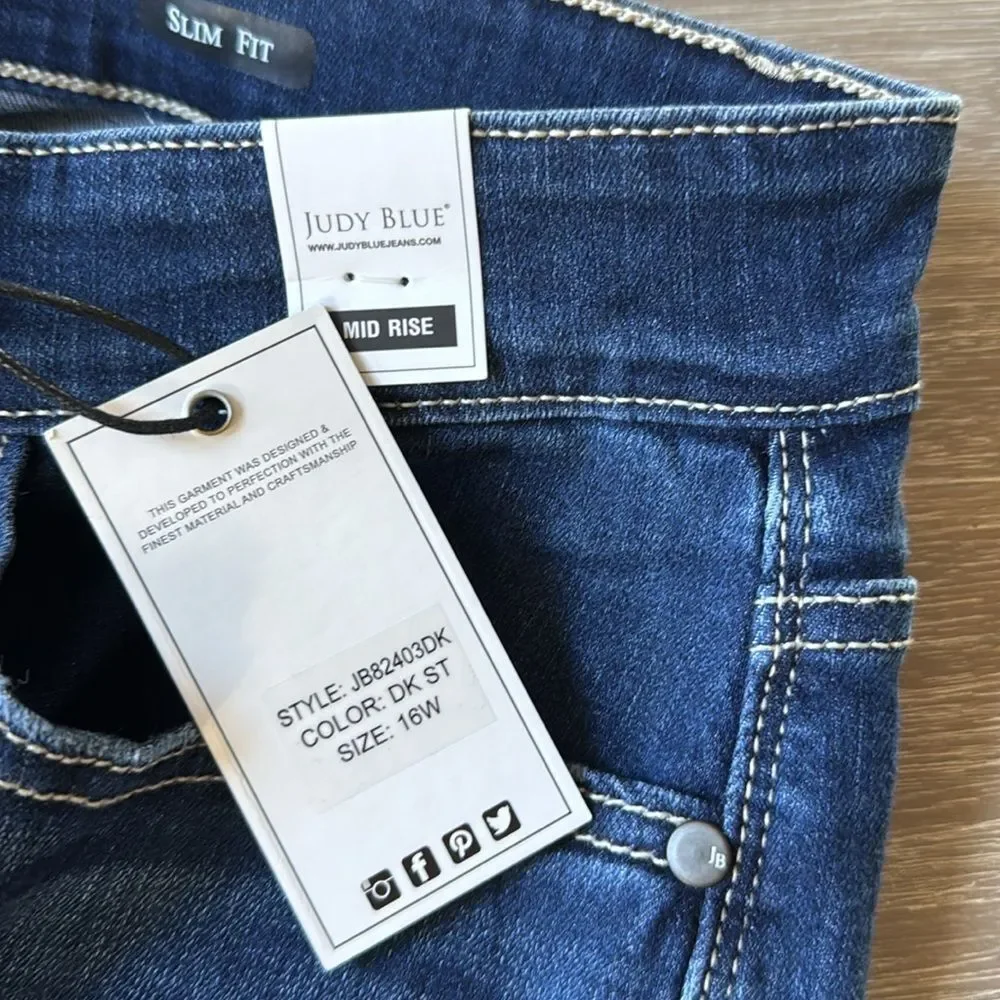 SLIM FIT
JUDY BLUE®
WWW.JUDYBLUEJEANS.COM
MID RISE
THIS GARMENT WAS DESIGNED &
DEVELOPED TO PERFECTION WITH THE
FINEST MATERIAL AND CRAFTSMANSHIP
STYLE: JB82403DK
COLOR: DK ST
SIZE: 16W
JB